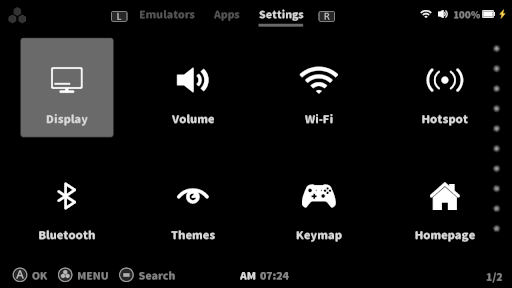 L Emulators Apps Settings R 100%
Display Volume Wi-Fi Hotspot
Bluetooth Themes Keymap Homepage
A OK MENU Search AM 07:24 1/2